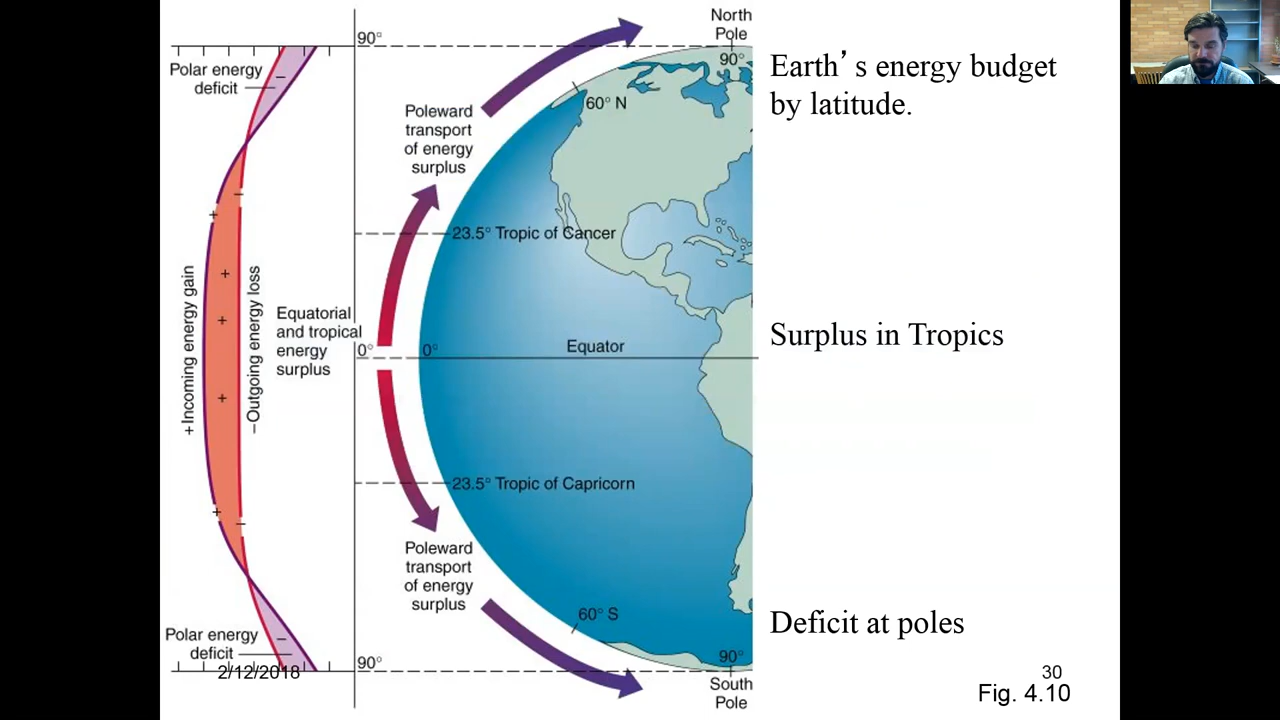 North
Pole
90°
90°
Earth’s energy budget
by latitude.
Polar energy
deficit
−
60° N
Poleward
transport
of energy
surplus
−
+
23.5° Tropic of Cancer
+
+Incoming energy gain
−Outgoing energy loss
Equatorial
and tropical
energy
surplus
+
0°
0°
Equator
Surplus in Tropics
+
23.5° Tropic of Capricorn
+
−
Poleward
transport
of energy
surplus
60° S
Deficit at poles
Polar energy
deficit
−
90°
90°
2/12/2018
South
Pole
30
Fig. 4.10